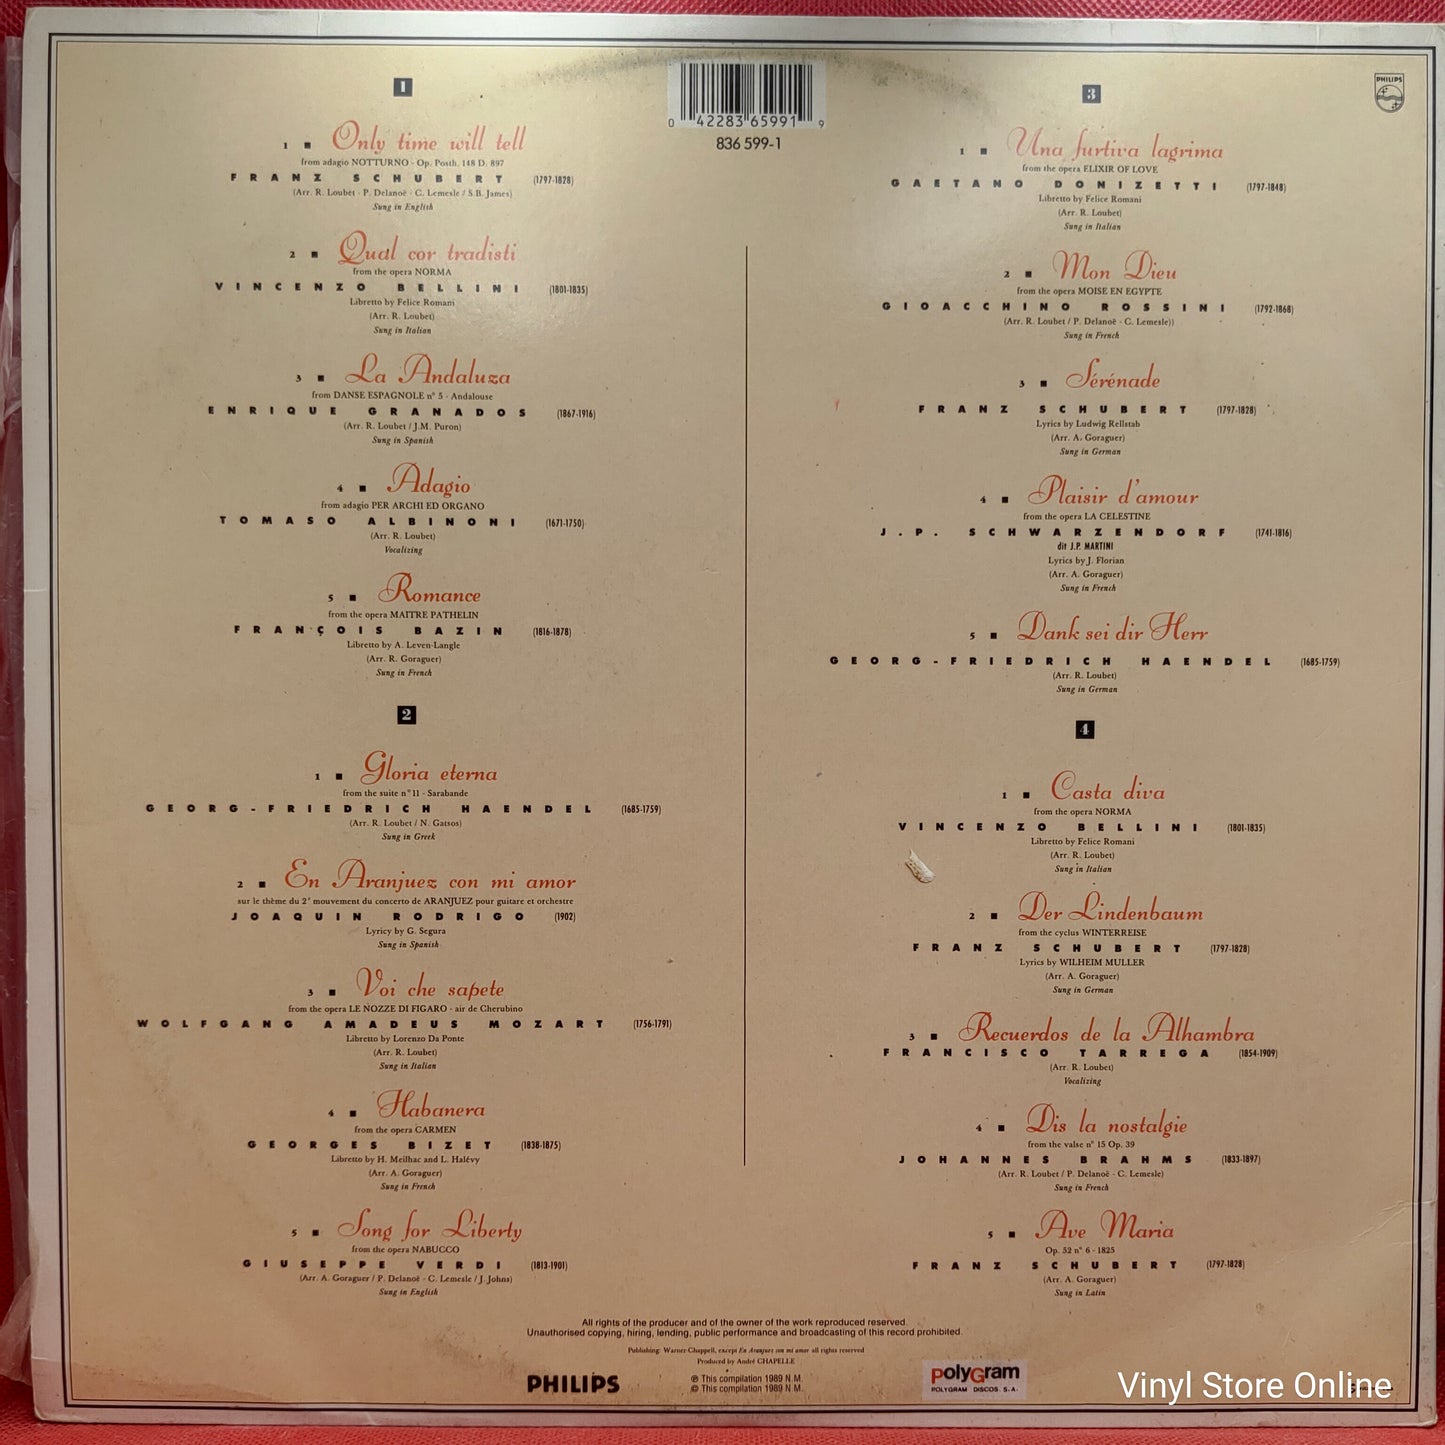 1
1 ■ Only time will tell
from adagio NOTTURNO - Op. Posth. 148 D. 897
FRANZ SCHUBERT (1797-1828)
(Arr. R. Loubet - P. Delanoë - C. Lemesle / S.B. James)
Sung in English
2 ■ Qual cor tradisti
from the opera NORMA
VINCENZO BELLINI (1801-1835)
Libretto by Felice Romani
(Arr. R. Loubet)
Sung in Italian
3 ■ La Andaluza
from DANSE ESPAGNOLE n° 5 - Andalouse
ENRIQUE GRANADOS (1867-1916)
(Arr. R. Loubet / J.M. Puron)
Sung in Spanish
4 ■ Adagio
from adagio PER ARCHI ED ORGANO
TOMASO ALBINONI (1671-1750)
(Arr. R. Loubet)
Vocalizing
5 ■ Romance
from the opera MAITRE PATHELIN
FRANÇOIS BAZIN (1816-1878)
Libretto by A. Leven-Langle
(Arr. R. Goraguer)
Sung in French
2
1 ■ Gloria eterna
from the suite n° 11 - Sarabande
GEORG-FRIEDRICH HAENDEL (1685-1759)
(Arr. R. Loubet / N. Gatsos)
Sung in Greek
2 ■ En Aranjuez con mi amor
sur le thème du 2e mouvement du concerto de ARANJUEZ pour guitare et orchestre
JOAQUIN RODRIGO (1902)
Lyricy by G. Segura
Sung in Spanish
3 ■ Voi che sapete
from the opera LE NOZZE DI FIGARO - air de Cherubino
WOLFGANG AMADEUS MOZART (1756-1791)
Libretto by Lorenzo Da Ponte
(Arr. R. Loubet)
Sung in Italian
4 ■ Habanera
from the opera CARMEN
GEORGES BIZET (1838-1875)
Libretto by H. Meilhac and L. Halévy
(Arr. A. Goraguer)
Sung in French
5 ■ Song for Liberty
from the opera NABUCCO
GIUSEPPE VERDI (1813-1901)
(Arr. A. Goraguer / P. Delanoë - C. Lemesle / J. Johns)
Sung in English
0 42283 65991 9
836 599-1
PHILIPS
3
1 ■ Una furtiva lagrima
from the opera ELIXIR OF LOVE
GAETANO DONIZETTI (1797-1848)
Libretto by Felice Romani
(Arr. R. Loubet)
Sung in Italian
2 ■ Mon Dieu
from the opera MOISE EN EGYPTE
GIOACCHINO ROSSINI (1792-1868)
(Arr. R. Loubet / P. Delanoë - C. Lemesle))
Sung in French
3 ■ Sérénade
FRANZ SCHUBERT (1797-1828)
Lyrics by Ludwig Rellstab
(Arr. A. Goraguer)
Sung in German
4 ■ Plaisir d'amour
from the opera LA CELESTINE
J.P. SCHWARZENDORF (1741-1816)
dit J.P. MARTINI
Lyrics by J. Florian
(Arr. A. Goraguer)
Sung in French
5 ■ Dank sei dir Herr
GEORG-FRIEDRICH HAENDEL (1685-1759)
(Arr. R. Loubet)
Sung in German
4
1 ■ Casta diva
from the opera NORMA
VINCENZO BELLINI (1801-1835)
Libretto by Felice Romani
(Arr. R. Loubet)
Sung in Italian
2 ■ Der Lindenbaum
from the cyclus WINTERREISE
FRANZ SCHUBERT (1797-1828)
Lyrics by WILHEIM MULLER
(Arr. A. Goraguer)
Sung in German
3 ■ Recuerdos de la Alhambra
FRANCISCO TARREGA (1854-1909)
(Arr. R. Loubet)
Vocalizing
4 ■ Dis la nostalgie
from the valse n° 15 Op. 39
JOHANNES BRAHMS (1833-1897)
(Arr. R. Loubet / P. Delanoë - C. Lemesle)
Sung in French
5 ■ Ave Maria
Op. 52 n° 6 - 1825
FRANZ SCHUBERT (1797-1828)
(Arr. A. Goraguer)
Sung in Latin
All rights of the producer and of the owner of the work reproduced reserved.
Unauthorised copying, hiring, lending, public performance and broadcasting of this record prohibited.
Publishing: Warner-Chappell, except En Aranjuez con mi amor all rights reserved
Produced by André CHAPELLE
PHILIPS
℗ This compilation 1989 N.M.
© This compilation 1989 N.M.
polyGram
POLYGRAM DISCOS. S.A.
Vinyl Store Online